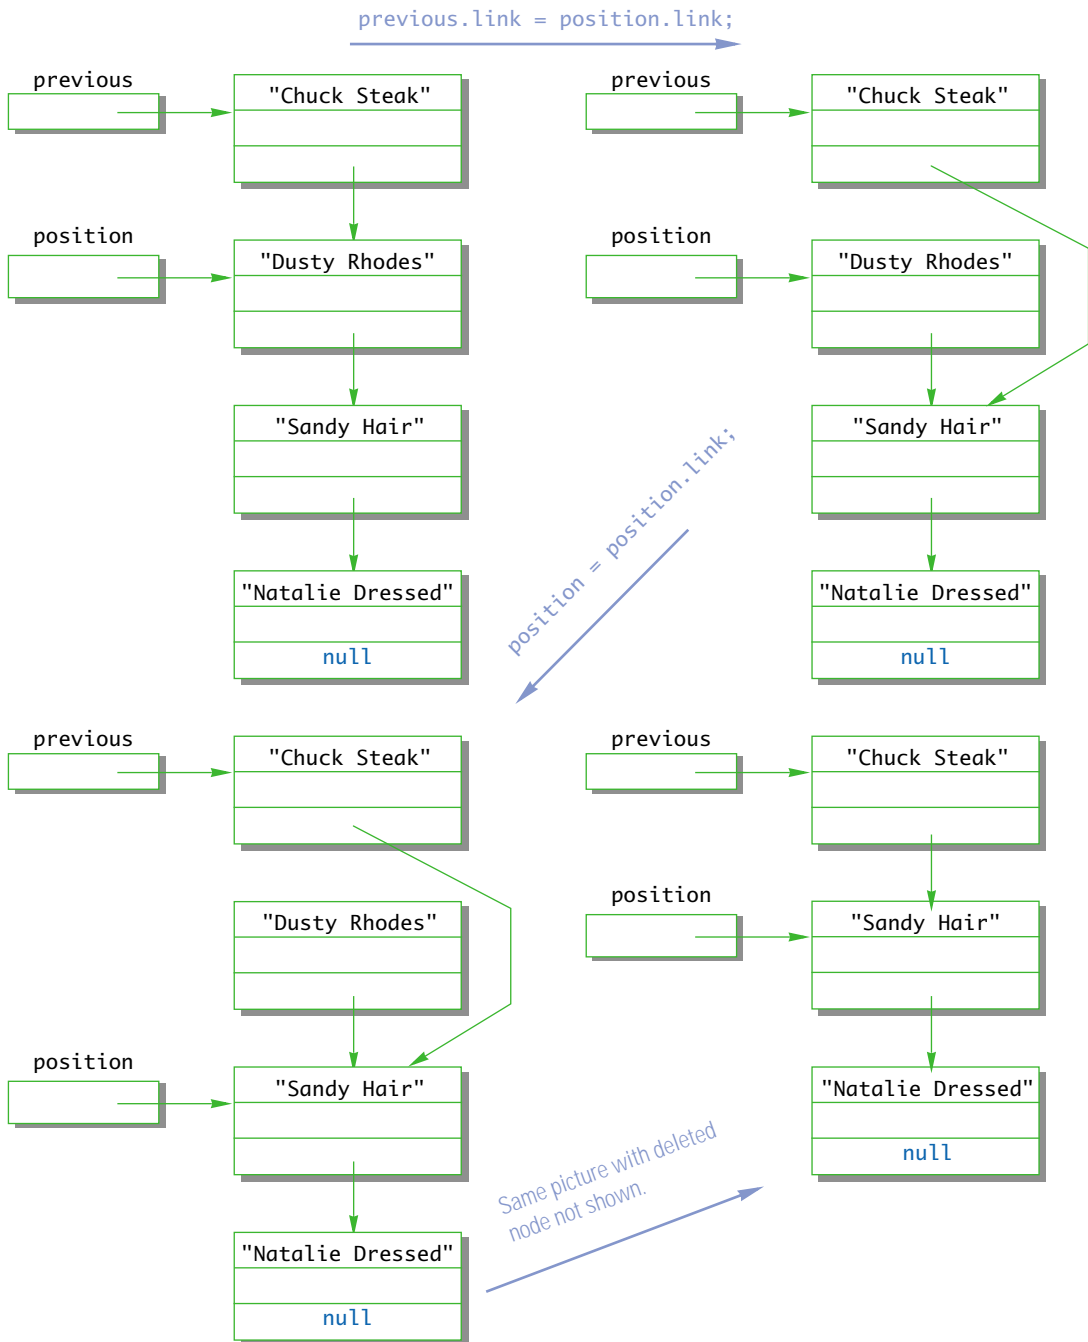 previous.link = position.link;
previous
"Chuck Steak"
position
"Dusty Rhodes"
"Sandy Hair"
"Natalie Dressed"
null
previous
"Chuck Steak"
position
"Dusty Rhodes"
"Sandy Hair"
"Natalie Dressed"
null
position = position.link;
previous
"Chuck Steak"
"Dusty Rhodes"
position
"Sandy Hair"
"Natalie Dressed"
null
Same picture with deleted
node not shown.
previous
"Chuck Steak"
position
"Sandy Hair"
"Natalie Dressed"
null